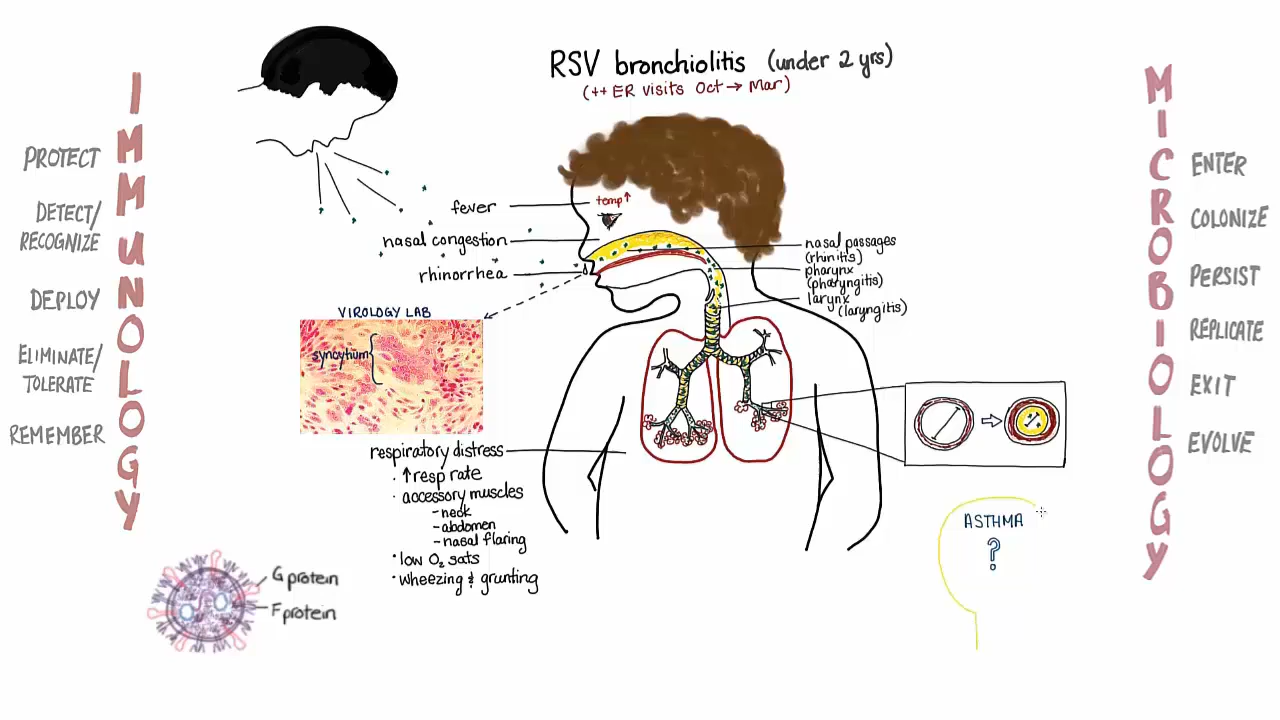 RSV bronchiolitis (under 2 yrs)
(++ ER visits Oct → Mar)
IMMUNOLOGY
PROTECT
DETECT/
RECOGNIZE
DEPLOY
ELIMINATE/
TOLERATE
REMEMBER
temp↑
fever
nasal congestion
rhinorrhea
nasal passages
(rhinitis)
pharynx
(pharyngitis)
larynx
(laryngitis)
VIROLOGY LAB
syncytium
respiratory distress
· ↑ resp rate
· accessory muscles
- neck
- abdomen
- nasal flaring
· low O₂ sats
· wheezing & grunting
G protein
F protein
ASTHMA
?
MICROBIOLOGY
ENTER
COLONIZE
PERSIST
REPLICATE
EXIT
EVOLVE